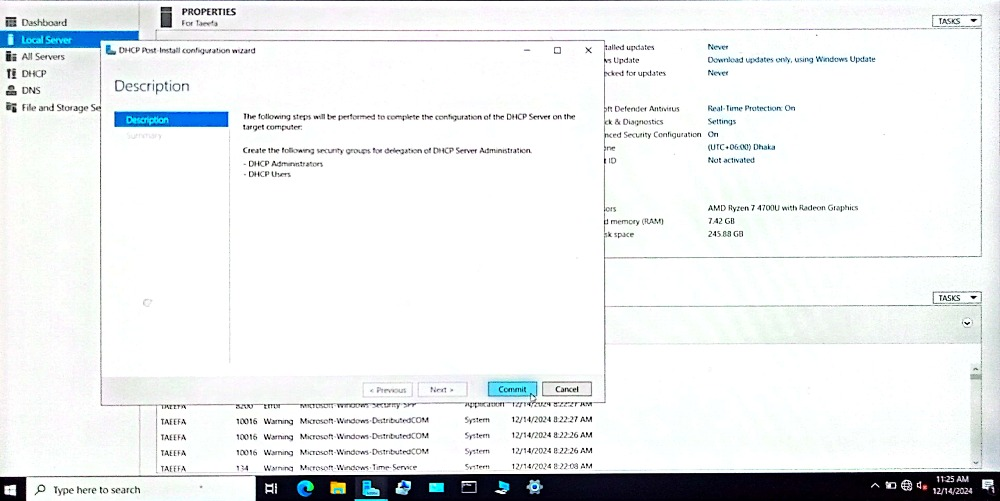 Dashboard
Local Server
All Servers
DHCP
DNS
File and Storage Se
PROPERTIES
For Taeefa
TASKS
DHCP Post-Install configuration wizard
Description
Description
Summary
The following steps will be performed to complete the configuration of the DHCP Server on the
target computer:
Create the following security groups for delegation of DHCP Server Administration.
- DHCP Administrators
- DHCP Users
< Previous
Next >
Commit
Cancel
talled updates Never
ws Update Download updates only, using Windows Update
ecked for updates Never
oft Defender Antivirus Real-Time Protection: On
ck & Diagnostics Settings
nced Security Configuration On
one (UTC+06:00) Dhaka
t ID Not activated
sors AMD Ryzen 7 4700U with Radeon Graphics
d memory (RAM) 7.42 GB
sk space 245.88 GB
TASKS
TAEEFA 8200 Error Microsoft-Windows-Security-SPP Application 12/14/2024 8:22:27 AM
TAEEFA 10016 Warning Microsoft-Windows-DistributedCOM System 12/14/2024 8:22:27 AM
TAEEFA 10016 Warning Microsoft-Windows-DistributedCOM System 12/14/2024 8:22:26 AM
TAEEFA 10016 Warning Microsoft-Windows-DistributedCOM System 12/14/2024 8:22:26 AM
TAEEFA 134 Warning Microsoft-Windows-Time-Service System 12/14/2024 8:22:08 AM
Type here to search
11:25 AM
12/14/2024